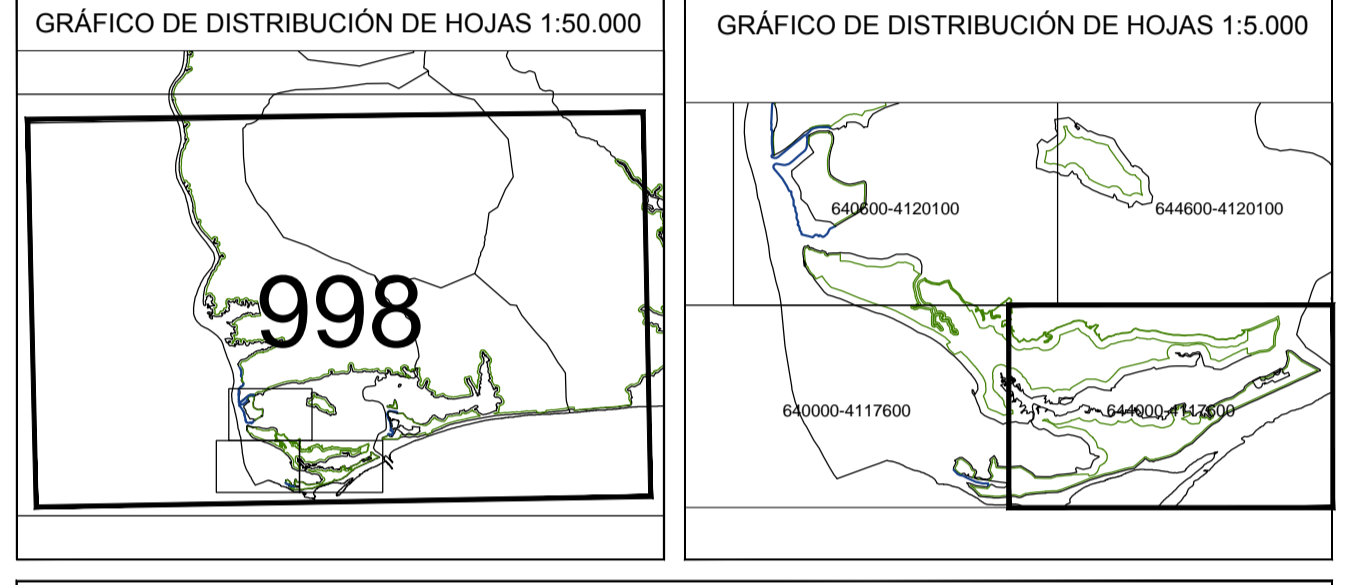 GRÁFICO DE DISTRIBUCIÓN DE HOJAS 1:50.000
998
GRÁFICO DE DISTRIBUCIÓN DE HOJAS 1:5.000
640600-4120100
644600-4120100
640000-4117600
644000-4117600